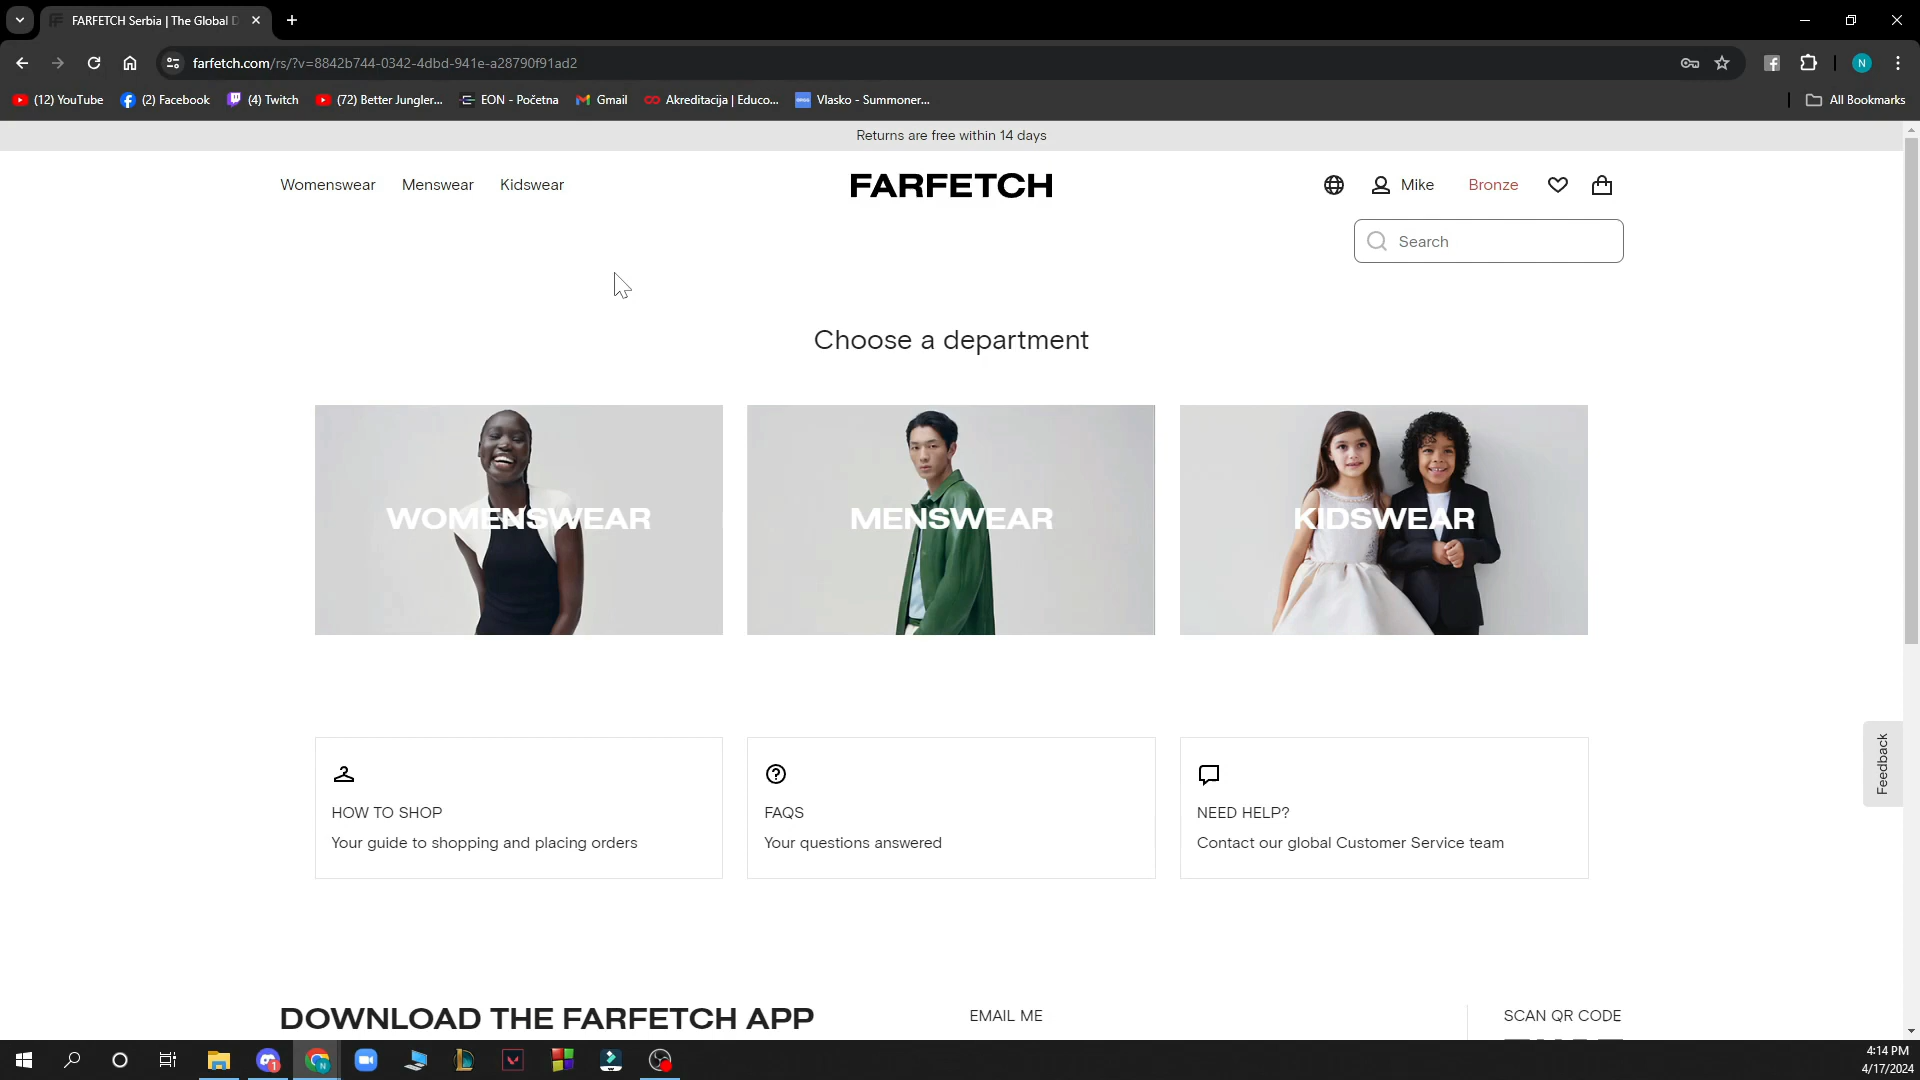 FARFETCH Serbia | The Global D
farfetch.com/rs/?v=8842b744-0342-4dbd-941e-a28790f91ad2
N
(12) YouTube
(2) Facebook
(4) Twitch
(72) Better Jungler...
EON - Početna
Gmail
Akreditacija | Educo...
Vlasko - Summoner...
All Bookmarks
Returns are free within 14 days
Womenswear
Menswear
Kidswear
FARFETCH
Mike
Bronze
Search
Choose a department
WOMENSWEAR
MENSWEAR
KIDSWEAR
HOW TO SHOP
Your guide to shopping and placing orders
FAQS
Your questions answered
NEED HELP?
Contact our global Customer Service team
Feedback
DOWNLOAD THE FARFETCH APP
EMAIL ME
SCAN QR CODE
4:14 PM
4/17/2024